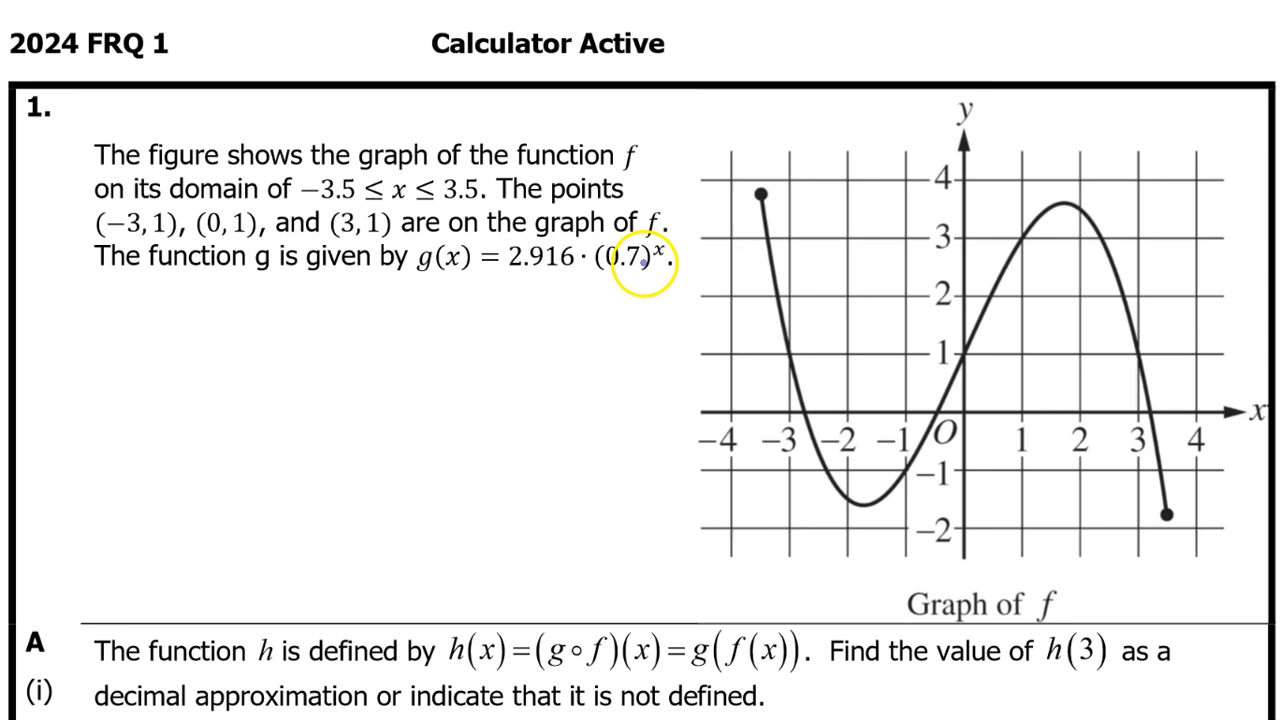 2024 FRQ 1 Calculator Active
1.
The figure shows the graph of the function f
on its domain of −3.5 ≤ x ≤ 3.5. The points
(−3, 1), (0, 1), and (3, 1) are on the graph of f.
The function g is given by g(x) = 2.916 · (0.7)^x.
y
4
3
2
1
−4 −3 −2 −1 O 1 2 3 4 x
−1
−2
Graph of f
A The function h is defined by h(x) = (g ∘ f)(x) = g(f(x)). Find the value of h(3) as a
(i) decimal approximation or indicate that it is not defined.